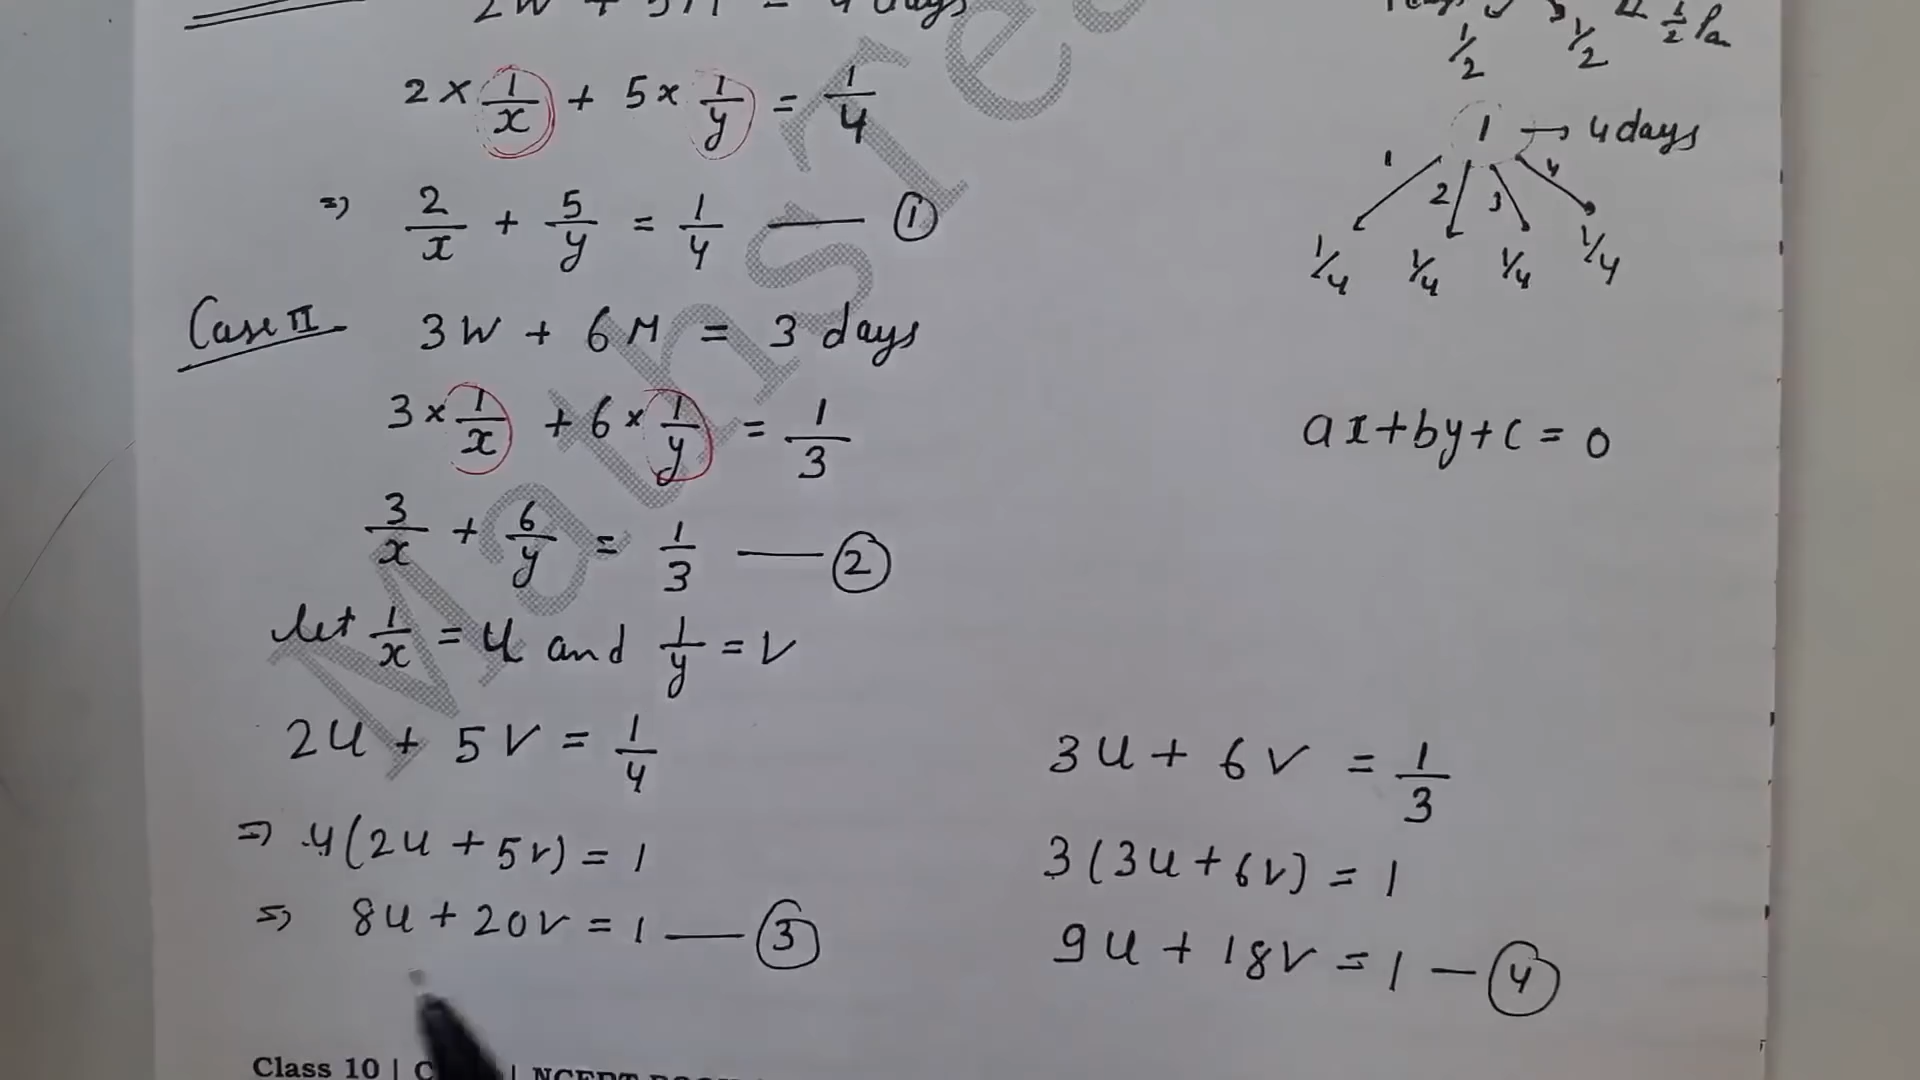 2 × 1/x + 5 × 1/y = 1/4
⇒ 2/x + 5/y = 1/4 —— ①
Case II 3W + 6M = 3 days
3 × 1/x + 6 × 1/y = 1/3
3/x + 6/y = 1/3 —— ②
let 1/x = u and 1/y = v
2u + 5v = 1/4
⇒ 4(2u + 5v) = 1
⇒ 8u + 20v = 1 —— ③
1/2 1/2 1/2
1 → 4 days
1 2 3 4
1/4 1/4 1/4 1/4
ax+by+c = 0
3u + 6v = 1/3
3(3u+6v) = 1
9u + 18v = 1 — ④
Class 10 |